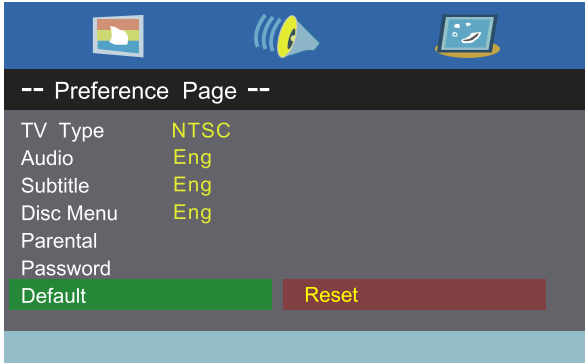 -- Preference Page --
TV Type NTSC
Audio Eng
Subtitle Eng
Disc Menu Eng
Parental
Password
Default Reset